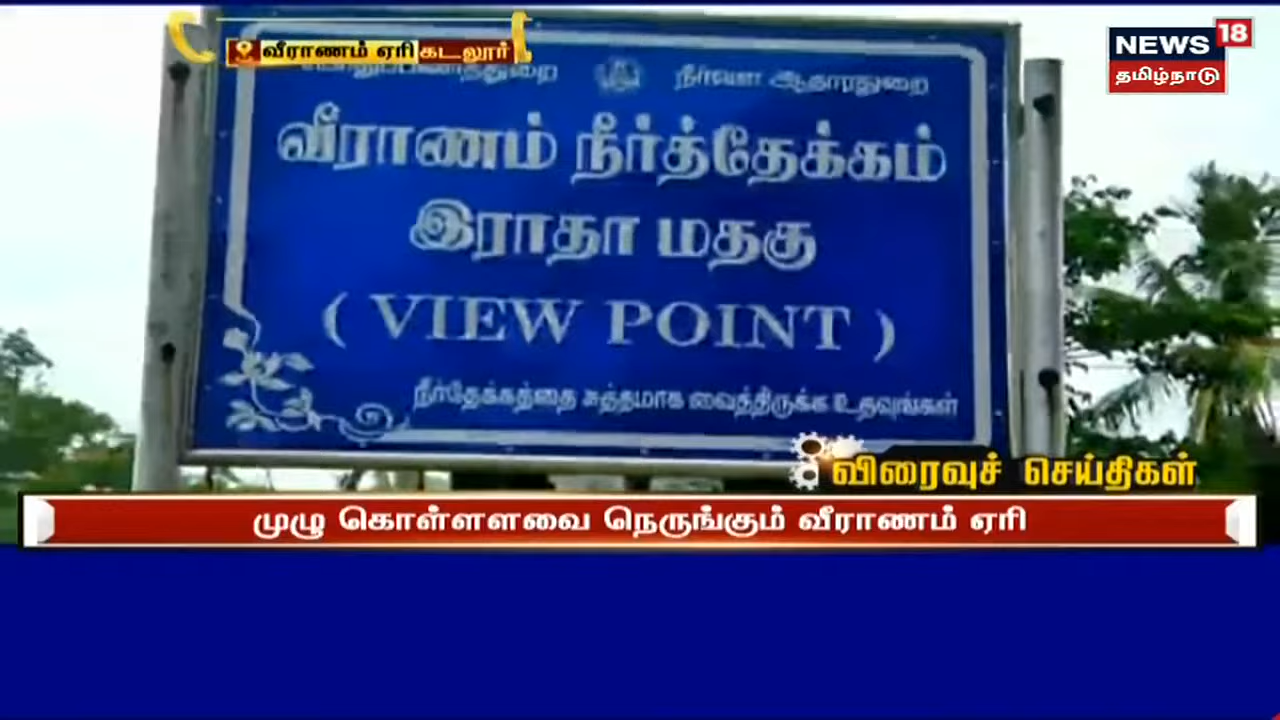 வீராணம் ஏரி கடலூர்
NEWS 18
தமிழ்நாடு
நீர்வள ஆதாரதுறை
வீராணம் நீர்த்தேக்கம்
இராதா மதகு
( VIEW POINT )
நீர்தேக்கத்தை சுத்தமாக வைத்திருக்க உதவுங்கள்
விரைவுச் செய்திகள்
முழு கொள்ளளவை நெருங்கும் வீராணம் ஏரி